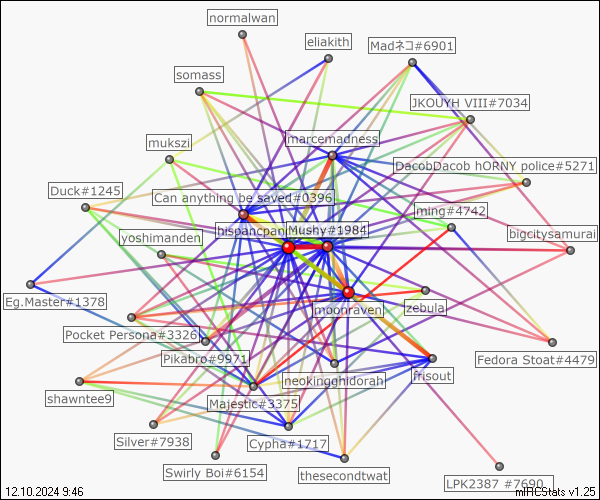 normalwan
eliakith
Madネコ#6901
somass
JKOUYH VIII#7034
marcemadness
mukszi
DacobDacob hORNY police#5271
Duck#1245
Can anything be saved#0396
ming#4742
hispancpan
Mushy#1984
bigcitysamurai
yoshimanden
Eg.Master#1378
zebula
moonraven
Pocket Persona#3326
Pikabro#9971
Fedora Stoat#4479
neokingghidorah
frisout
shawntee9
Majestic#3375
Silver#7938
Cypha#1717
Swirly Boi#6154
thesecondtwat
LPK2387 #7690
12.10.2024 9:46
mIRCStats v1.25